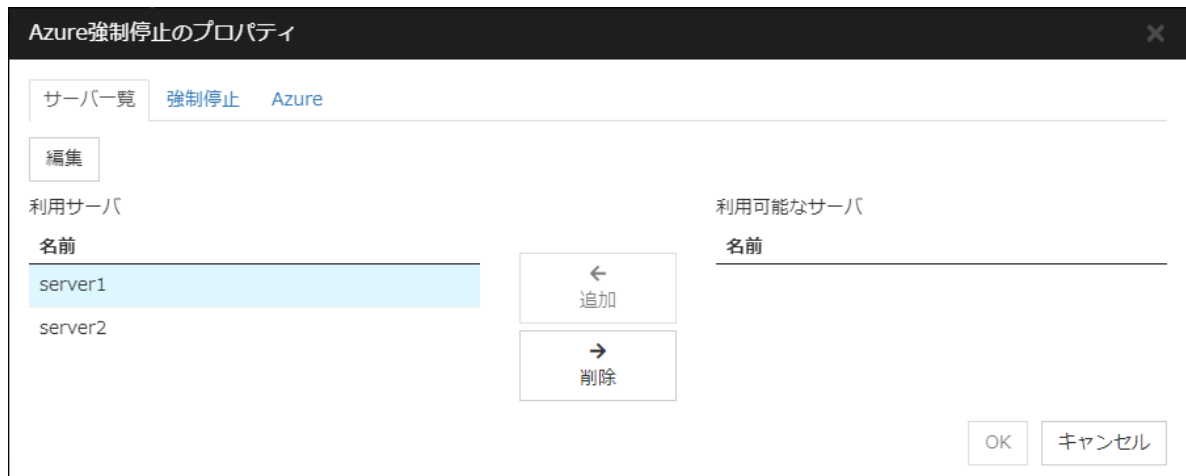 Azure強制停止のプロパティ
サーバ一覧 強制停止 Azure
編集
利用サーバ 利用可能なサーバ
名前 名前
server1
追加
server2
削除
OK キャンセル